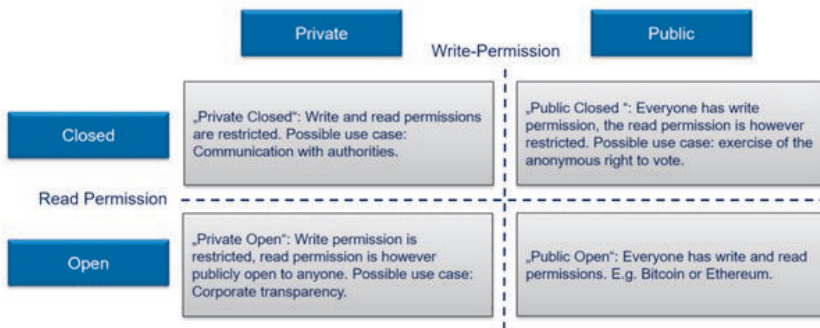 Private
Write-Permission
Public
Closed
„Private Closed“: Write and read permissions
are restricted. Possible use case:
Communication with authorities.
„Public Closed “: Everyone has write
permission, the read permission is however
restricted. Possible use case: exercise of the
anonymous right to vote.
Read Permission
Open
„Private Open“: Write permission is
restricted, read permission is however
publicly open to anyone. Possible use case:
Corporate transparency.
„Public Open“: Everyone has write and read
permissions. E.g. Bitcoin or Ethereum.